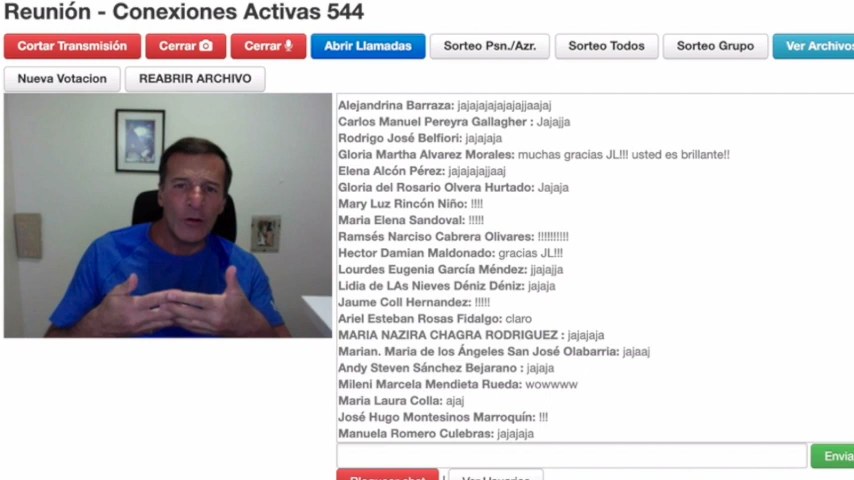 Reunión - Conexiones Activas 544
Cortar Transmisión Cerrar Cerrar Abrir Llamadas Sorteo Psn./Azr. Sorteo Todos Sorteo Grupo Ver Archivos
Nueva Votacion REABRIR ARCHIVO
Alejandrina Barraza: jajajajajajajjaajaj
Carlos Manuel Pereyra Gallagher : Jajajja
Rodrigo José Belfiori: jajajaja
Gloria Martha Alvarez Morales: muchas gracias JL!!! usted es brillante!!
Elena Alcón Pérez: jajajajajjaaj
Gloria del Rosario Olvera Hurtado: Jajaja
Mary Luz Rincón Niño: !!!!
Maria Elena Sandoval: !!!!!
Ramsés Narciso Cabrera Olivares: !!!!!!!!!!
Hector Damian Maldonado: gracias JL!!!
Lourdes Eugenia García Méndez: jjajajja
Lidia de LAs Nieves Déniz Déniz: jajaja
Jaume Coll Hernandez: !!!!!
Ariel Esteban Rosas Fidalgo: claro
MARIA NAZIRA CHAGRA RODRIGUEZ : jajajaja
Marian. Maria de los Ángeles San José Olabarria: jajaaj
Andy Steven Sánchez Bejarano : jajaja
Mileni Marcela Mendieta Rueda: wowwww
Maria Laura Colla: ajaj
José Hugo Montesinos Marroquín: !!!
Manuela Romero Culebras: jajajaja
Envia
Bloquear chat | Ver Usuarios